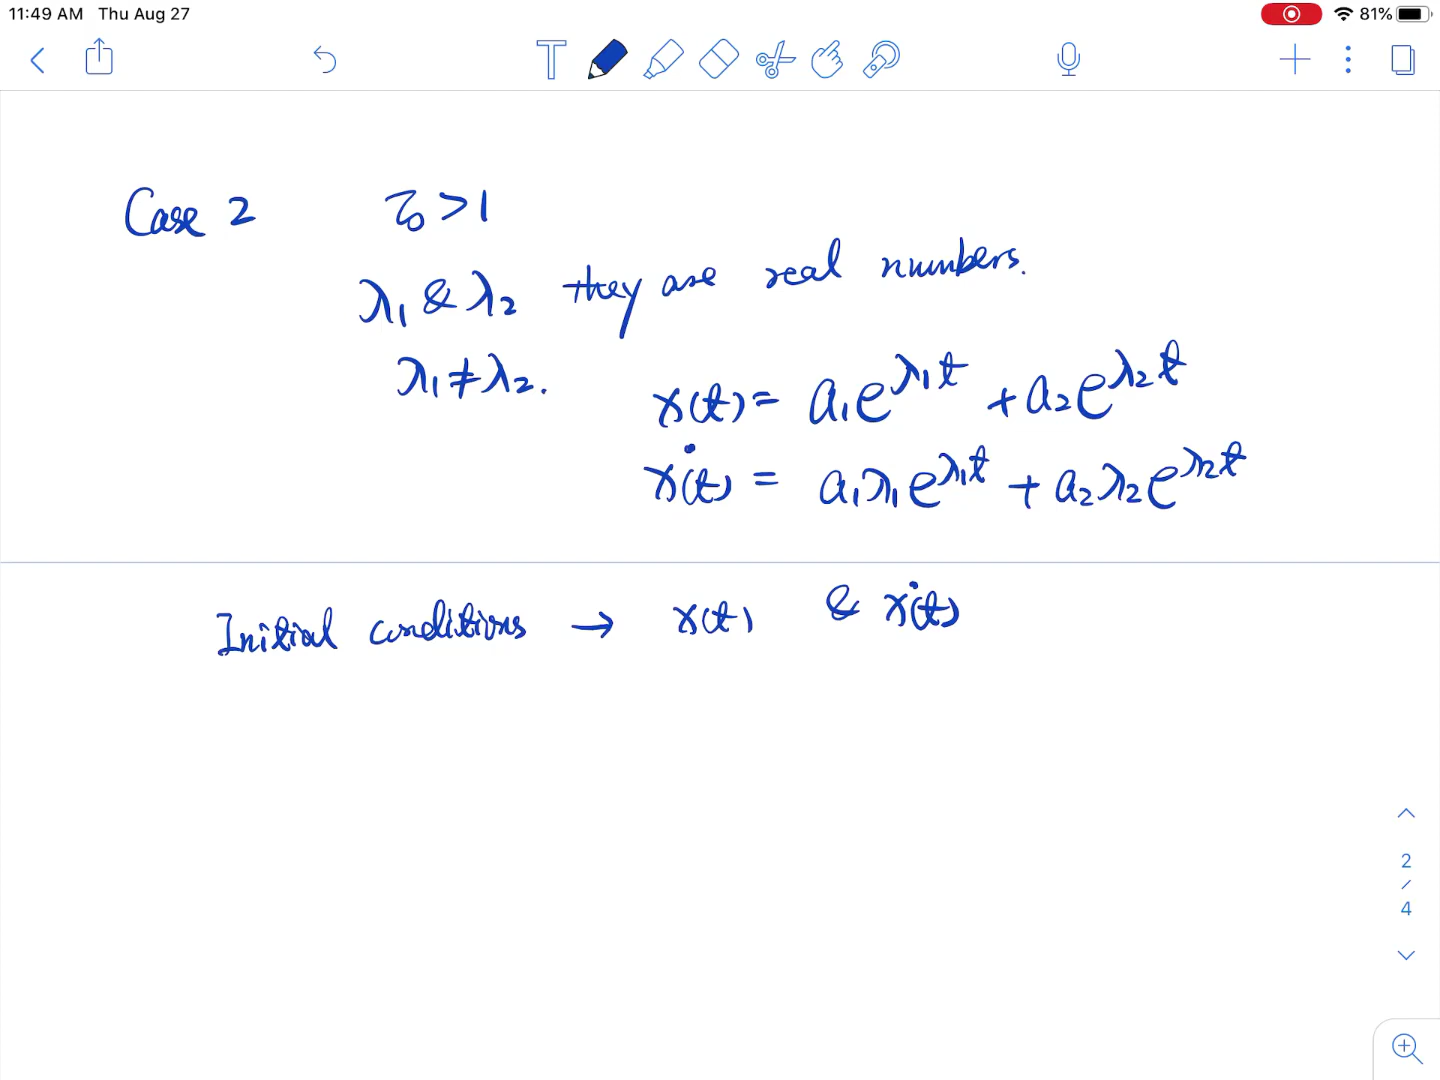 11:49 AM Thu Aug 27
81%
Case 2 ζ > 1
λ₁ & λ₂ they are real numbers.
λ₁ ≠ λ₂.
x(t) = a₁e^λ₁t + a₂e^λ₂t
ẋ(t) = a₁λ₁e^λ₁t + a₂λ₂e^λ₂t
Initial conditions → x(t) & ẋ(t)
2
/
4